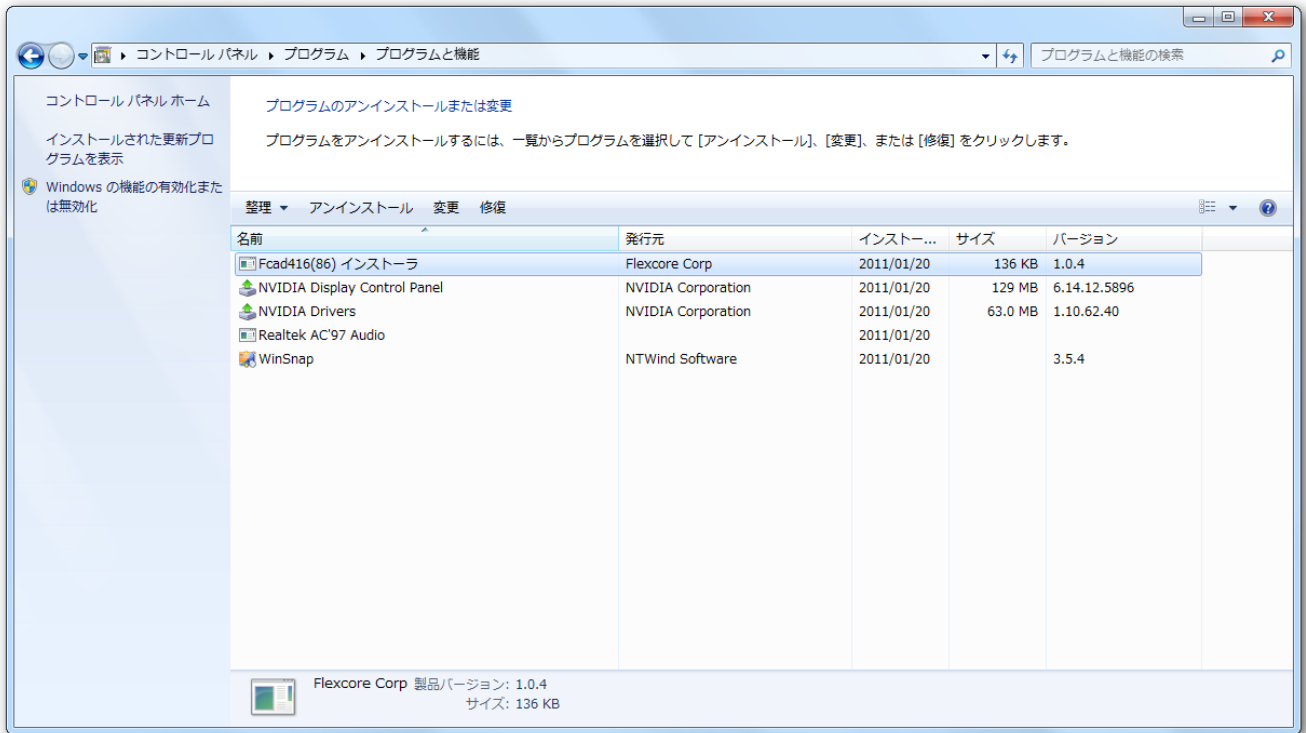 コントロール パネル ▸ プログラム ▸ プログラムと機能
プログラムと機能の検索
コントロール パネル ホーム
インストールされた更新プロ
グラムを表示
Windows の機能の有効化また
は無効化
プログラムのアンインストールまたは変更
プログラムをアンインストールするには、一覧からプログラムを選択して [アンインストール]、[変更]、または [修復] をクリックします。
整理 アンインストール 変更 修復
名前 発行元 インストー... サイズ バージョン
Fcad416(86) インストーラ Flexcore Corp 2011/01/20 136 KB 1.0.4
NVIDIA Display Control Panel NVIDIA Corporation 2011/01/20 129 MB 6.14.12.5896
NVIDIA Drivers NVIDIA Corporation 2011/01/20 63.0 MB 1.10.62.40
Realtek AC'97 Audio 2011/01/20
WinSnap NTWind Software 2011/01/20 3.5.4
Flexcore Corp 製品バージョン: 1.0.4
サイズ: 136 KB